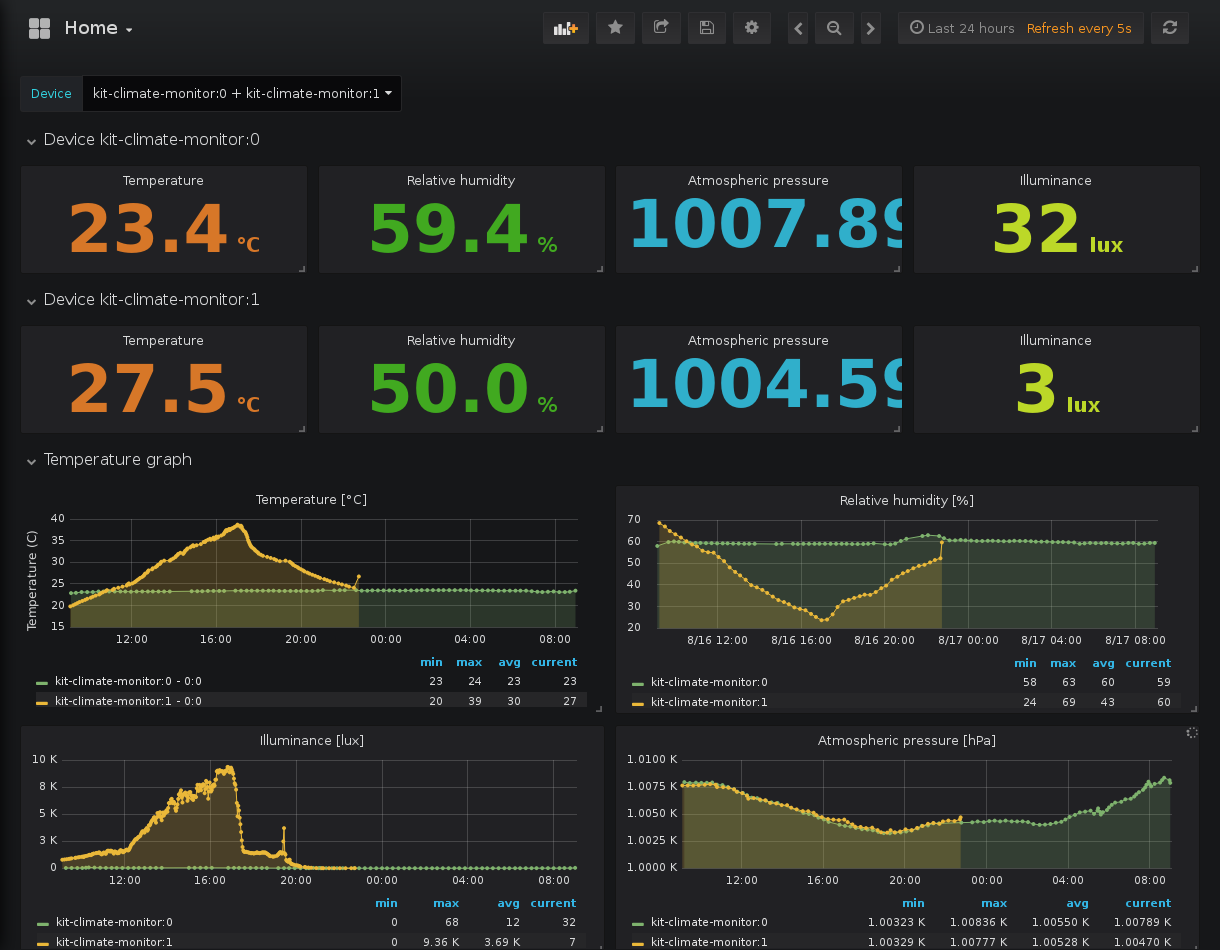 Home
Last 24 hours Refresh every 5s
Device kit-climate-monitor:0 + kit-climate-monitor:1
Device kit-climate-monitor:0
Temperature Relative humidity Atmospheric pressure Illuminance
23.4 °C 59.4 % 1007.89 32 lux
Device kit-climate-monitor:1
Temperature Relative humidity Atmospheric pressure Illuminance
27.5 °C 50.0 % 1004.59 3 lux
Temperature graph
Temperature [°C]
Temperature (C)
40
35
30
25
20
15
12:00 16:00 20:00 00:00 04:00 08:00
min max avg current
kit-climate-monitor:0 - 0:0 23 24 23 23
kit-climate-monitor:1 - 0:0 20 39 30 27
Relative humidity [%]
70
60
50
40
30
20
8/16 12:00 8/16 16:00 8/16 20:00 8/17 00:00 8/17 04:00 8/17 08:00
min max avg current
kit-climate-monitor:0 58 63 60 59
kit-climate-monitor:1 24 69 43 60
Illuminance [lux]
10 K
8 K
5 K
3 K
0
12:00 16:00 20:00 00:00 04:00 08:00
min max avg current
kit-climate-monitor:0 0 68 12 32
kit-climate-monitor:1 0 9.36 K 3.69 K 7
Atmospheric pressure [hPa]
1.0100 K
1.0075 K
1.0050 K
1.0025 K
1.0000 K
12:00 16:00 20:00 00:00 04:00 08:00
min max avg current
kit-climate-monitor:0 1.00323 K 1.00836 K 1.00550 K 1.00789 K
kit-climate-monitor:1 1.00329 K 1.00777 K 1.00528 K 1.00470 K